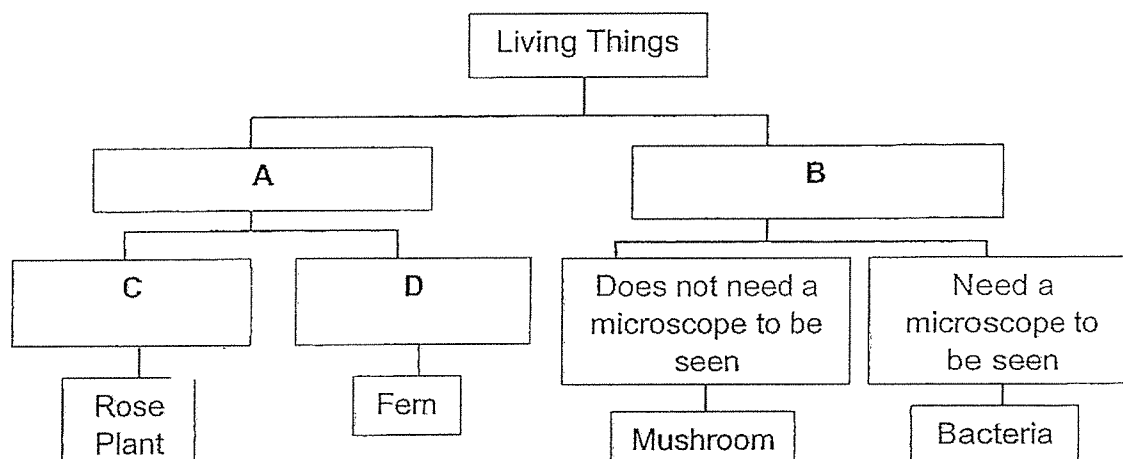 Living Things
A
B
C
D
Does not need a
microscope to be
seen
Need a
microscope to
be seen
Rose
Plant
Fern
Mushroom
Bacteria